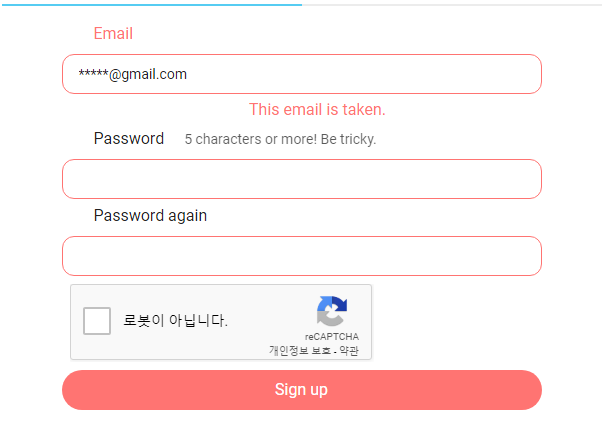 Email
*****@gmail.com
This email is taken.
Password 5 characters or more! Be tricky.
Password again
로봇이 아닙니다.
reCAPTCHA
개인정보 보호 - 약관
Sign up